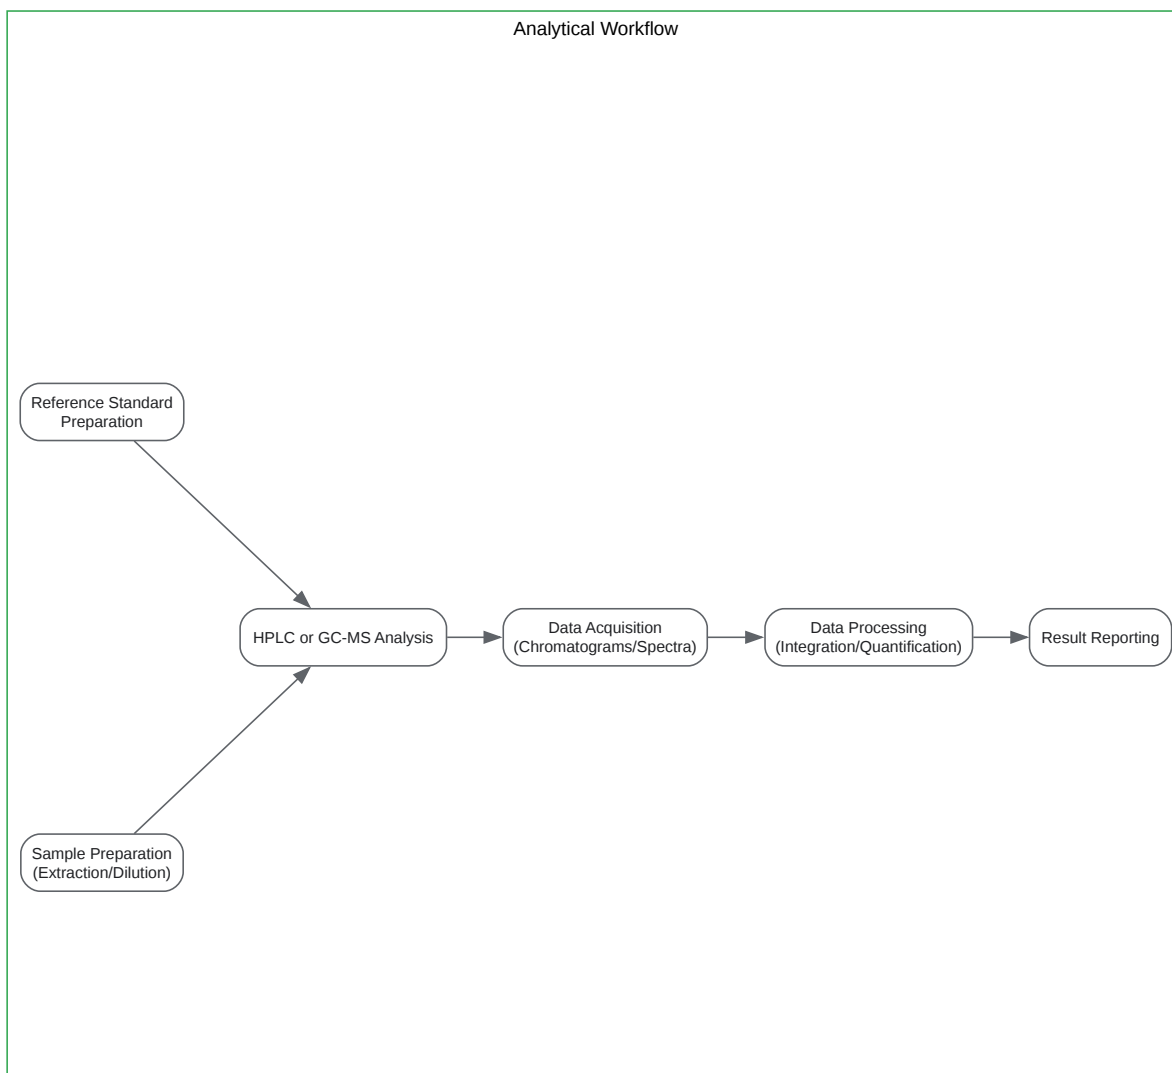 Analytical Workflow
Reference Standard
Preparation
HPLC or GC-MS Analysis
Data Acquisition
(Chromatograms/Spectra)
Data Processing
(Integration/Quantification)
Result Reporting
Sample Preparation
(Extraction/Dilution)